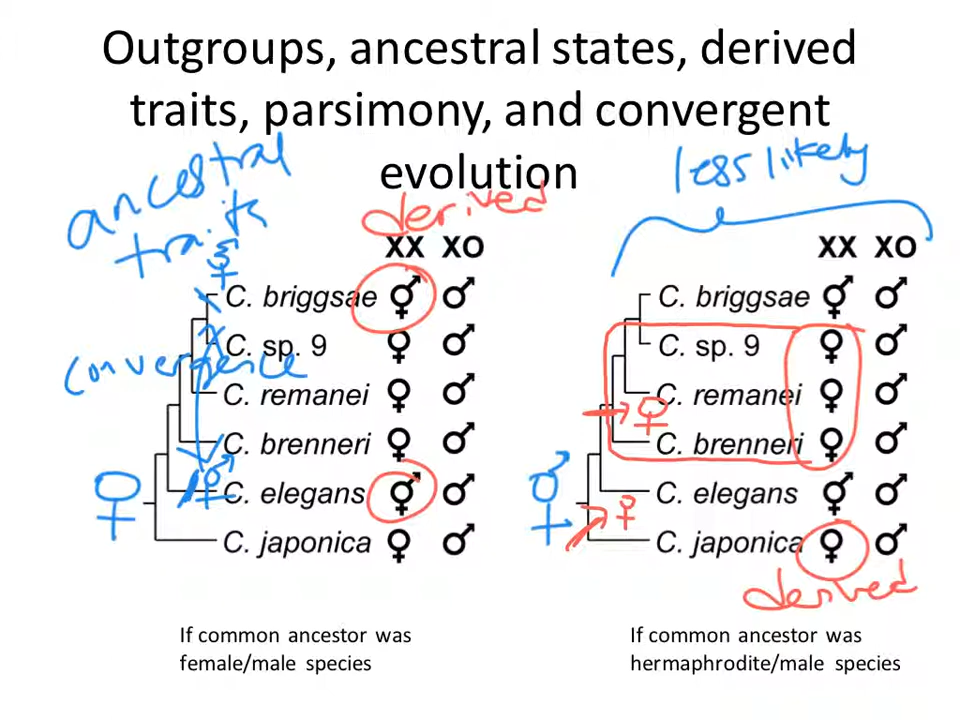 Outgroups, ancestral states, derived
traits, parsimony, and convergent
evolution
ancestral
traits
derived
XX XO
C. briggsae
C. sp. 9
convergence
C. remanei
C. brenneri
C. elegans
C. japonica
If common ancestor was
female/male species
less likely
XX XO
C. briggsae
C. sp. 9
C. remanei
C. brenneri
C. elegans
C. japonica
derived
If common ancestor was
hermaphrodite/male species